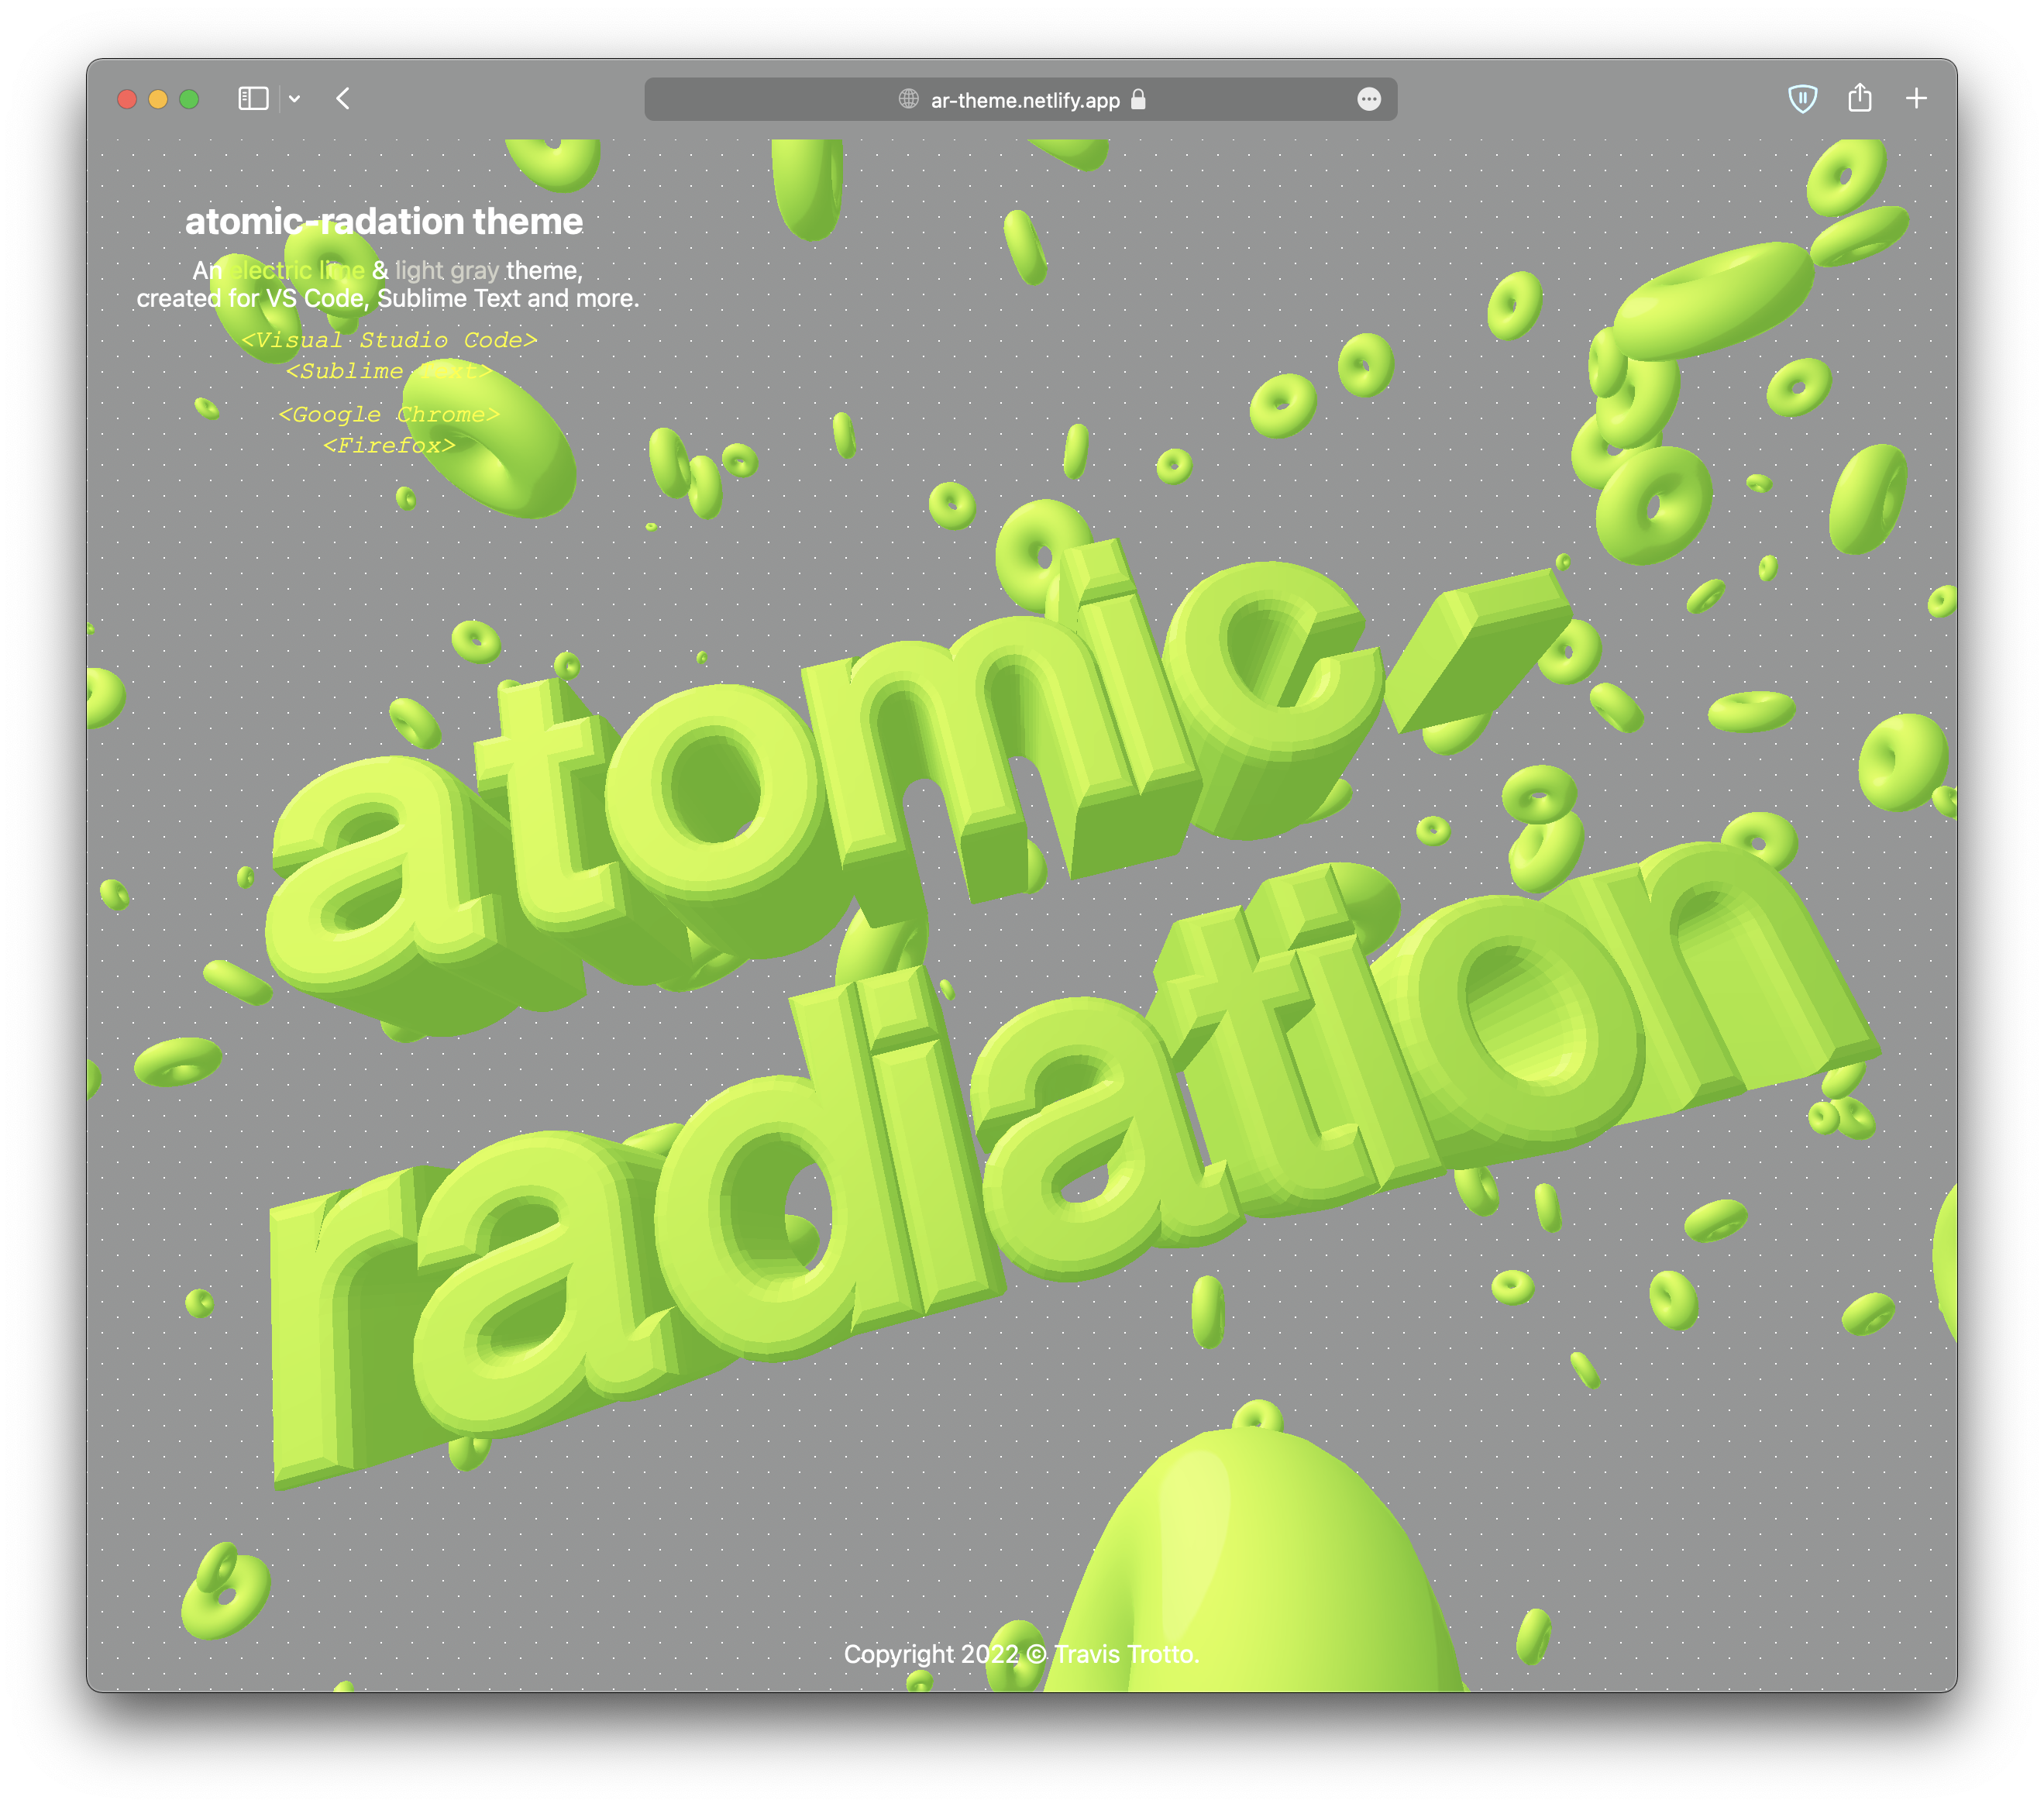 ar-theme.netlify.app
atomic-radation theme
An electric lime & light gray theme,
created for VS Code, Sublime Text and more.
<Visual Studio Code>
<Sublime Text>
<Google Chrome>
<Firefox>
atomic-
radiation
Copyright 2022 © Travis Trotto.